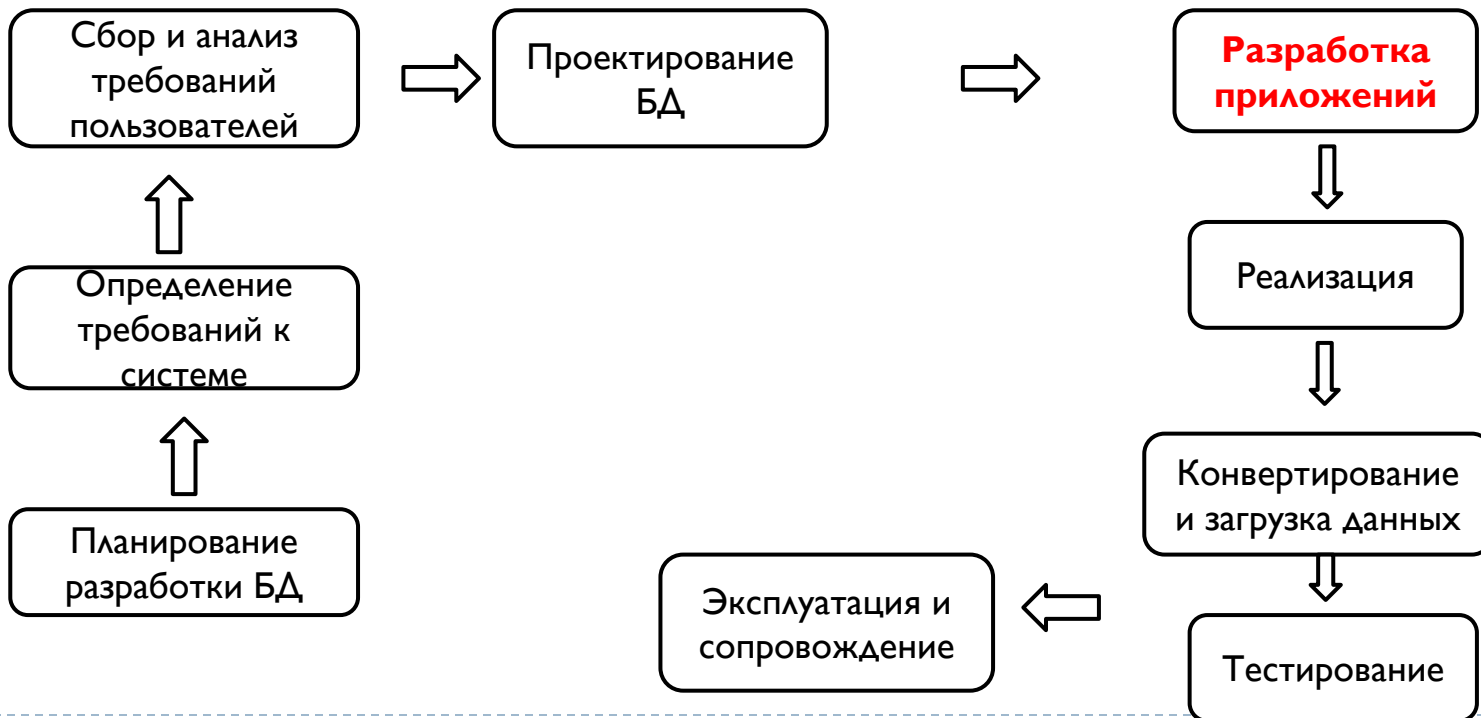 Сбор и анализ
требований
пользователей
Проектирование
БД
Разработка
приложений
Определение
требований к
системе
Реализация
Планирование
разработки БД
Конвертирование
и загрузка данных
Эксплуатация и
сопровождение
Тестирование